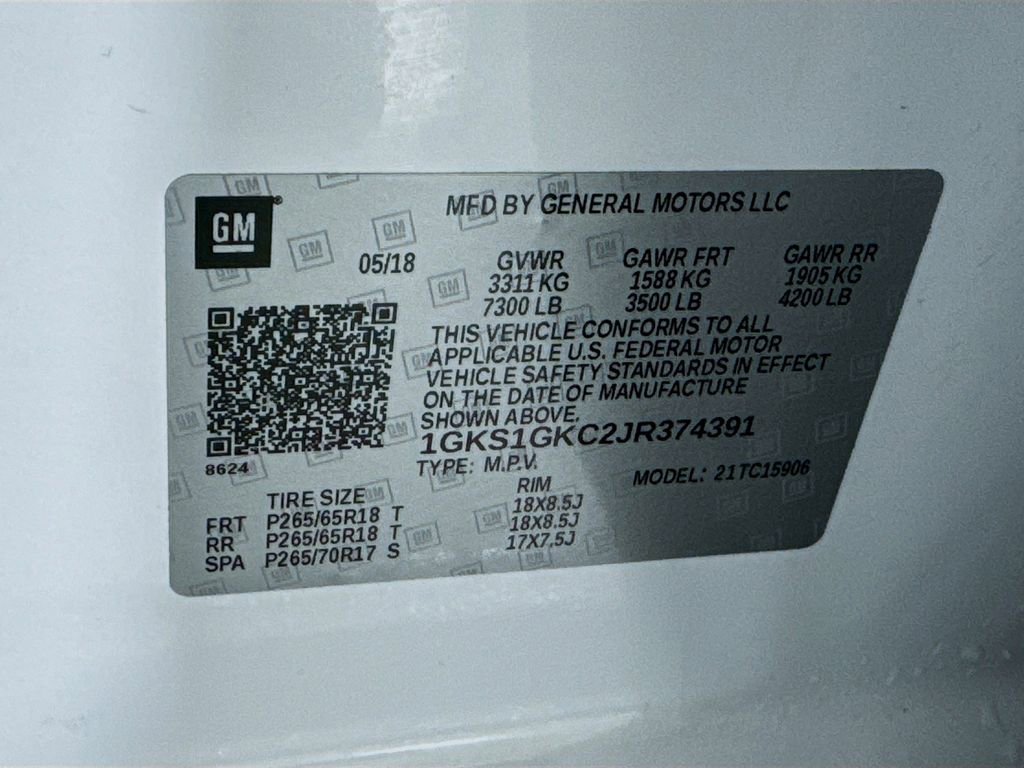 GM
MFD BY GENERAL MOTORS LLC
05/18
GVWR GAWR FRT GAWR RR
3311 KG 1588 KG 1905 KG
7300 LB 3500 LB 4200 LB
THIS VEHICLE CONFORMS TO ALL
APPLICABLE U.S. FEDERAL MOTOR
VEHICLE SAFETY STANDARDS IN EFFECT
ON THE DATE OF MANUFACTURE
SHOWN ABOVE.
1GKS1GKC2JR374391
8624
TYPE: M.P.V. MODEL: 21TC15906
TIRE SIZE RIM
FRT P265/65R18 T 18X8.5J
RR P265/65R18 T 18X8.5J
SPA P265/70R17 S 17X7.5J